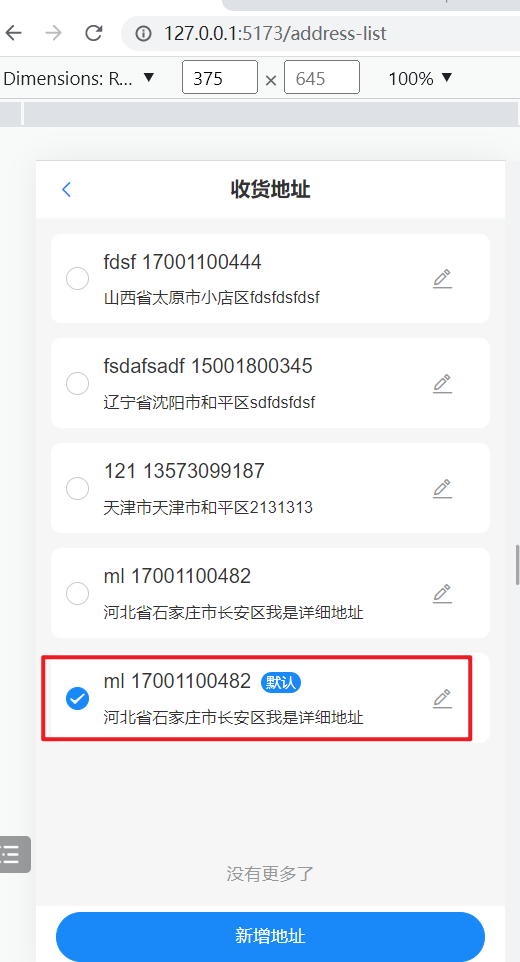 127.0.0.1:5173/address-list
Dimensions: R... ▼ 375 × 645 100% ▼
收货地址
fdsf 17001100444
山西省太原市小店区fdsfdsfdsf
fsdafsadf 15001800345
辽宁省沈阳市和平区sdfdsfdsf
121 13573099187
天津市天津市和平区2131313
ml 17001100482
河北省石家庄市长安区我是详细地址
ml 17001100482 默认
河北省石家庄市长安区我是详细地址
没有更多了
新增地址